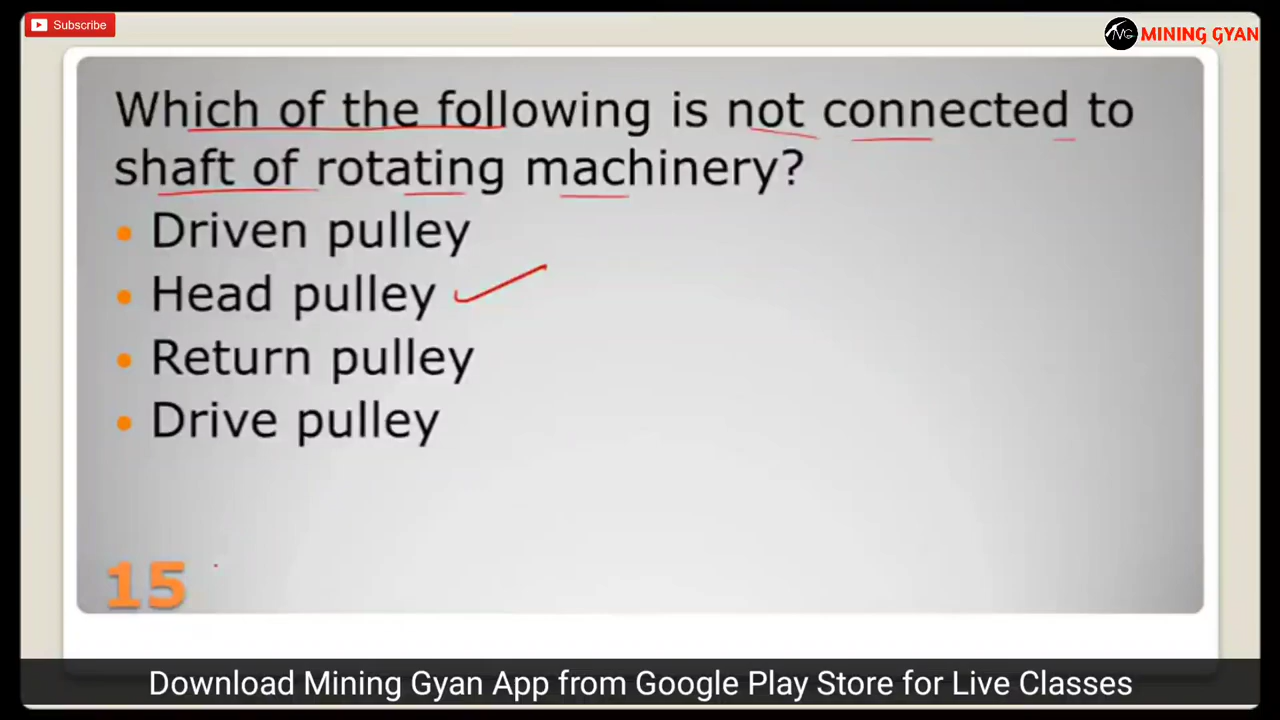 Subscribe
MINING GYAN
Which of the following is not connected to
shaft of rotating machinery?
Driven pulley
Head pulley
Return pulley
Drive pulley
15
Download Mining Gyan App from Google Play Store for Live Classes